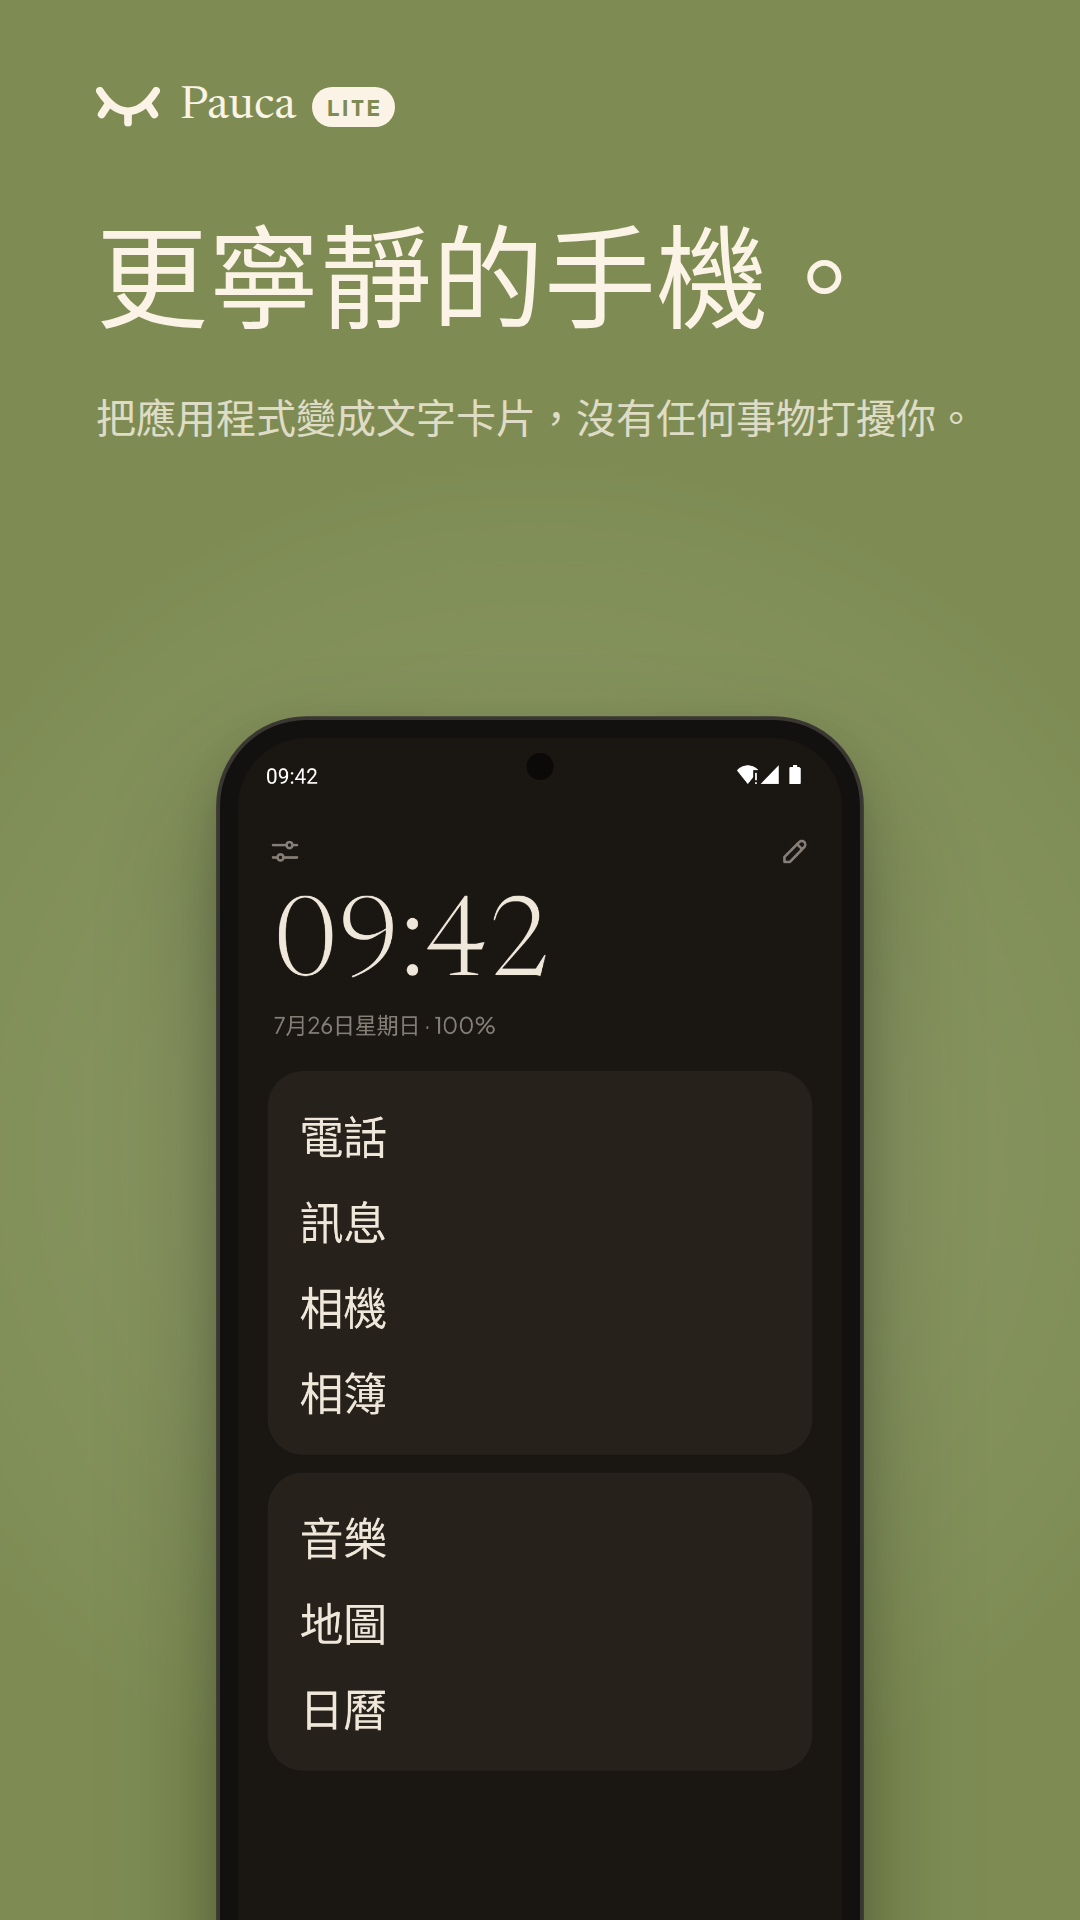 Pauca LITE
更寧靜的手機。
把應用程式變成文字卡片，沒有任何事物打擾你。
09:42
09:42
7月26日星期日 · 100%
電話
訊息
相機
相簿
音樂
地圖
日曆